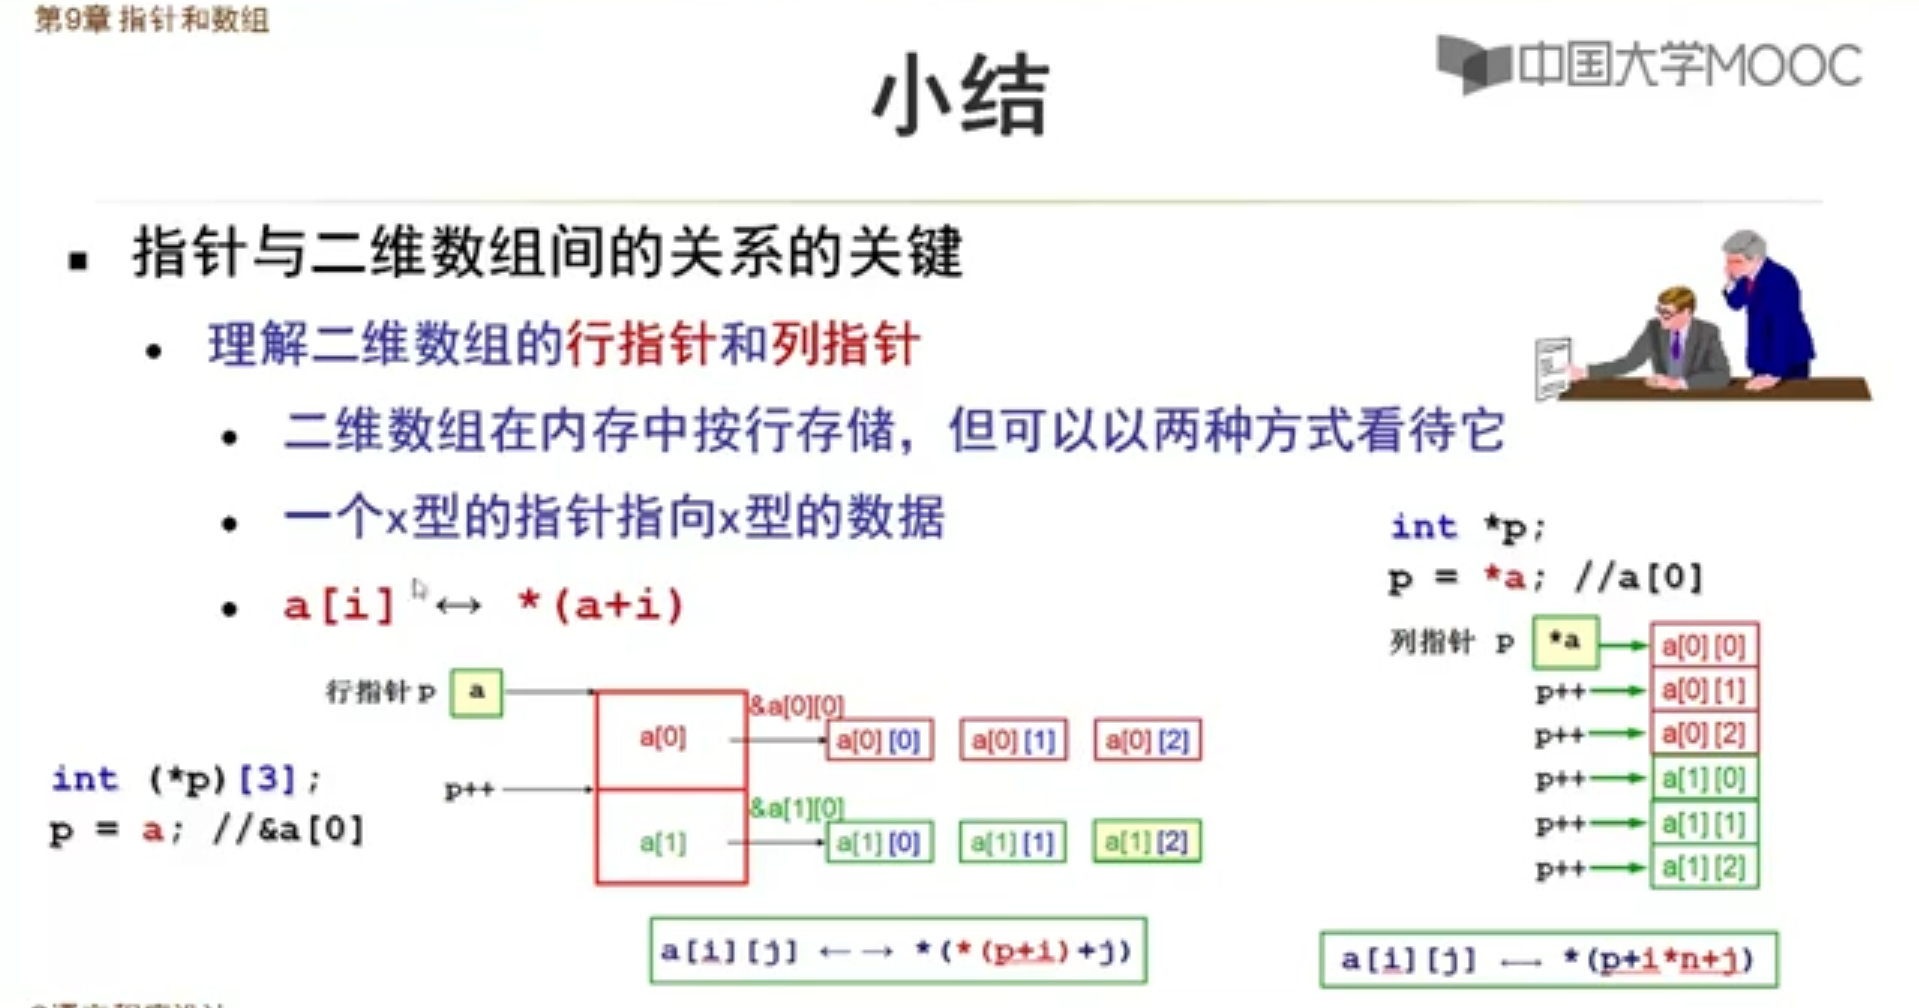 第9章 指针和数组
中国大学MOOC
小结
指针与二维数组间的关系的关键
理解二维数组的行指针和列指针
二维数组在内存中按行存储，但可以以两种方式看待它
一个x型的指针指向x型的数据
a[i] ↔ *(a+i)
int *p;
p = *a; //a[0]
行指针 p a
a[0] &a[0][0]
a[0][0] a[0][1] a[0][2]
int (*p)[3];
p = a; //&a[0]
p++
a[1] &a[1][0]
a[1][0] a[1][1] a[1][2]
列指针 p *a a[0][0]
p++ a[0][1]
p++ a[0][2]
p++ a[1][0]
p++ a[1][1]
p++ a[1][2]
a[i][j] ←→ *(*(p+i)+j)
a[i][j] ←→ *(p+i*n+j)